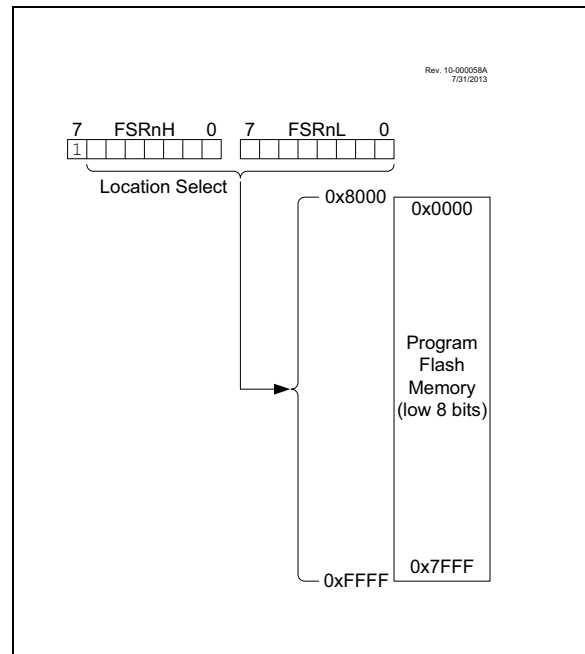 Rev. 10-000058A
7/31/2013
7 FSRnH 0 7 FSRnL 0
1
Location Select
0x8000
0x0000
Program
Flash
Memory
(low 8 bits)
0x7FFF
0xFFFF